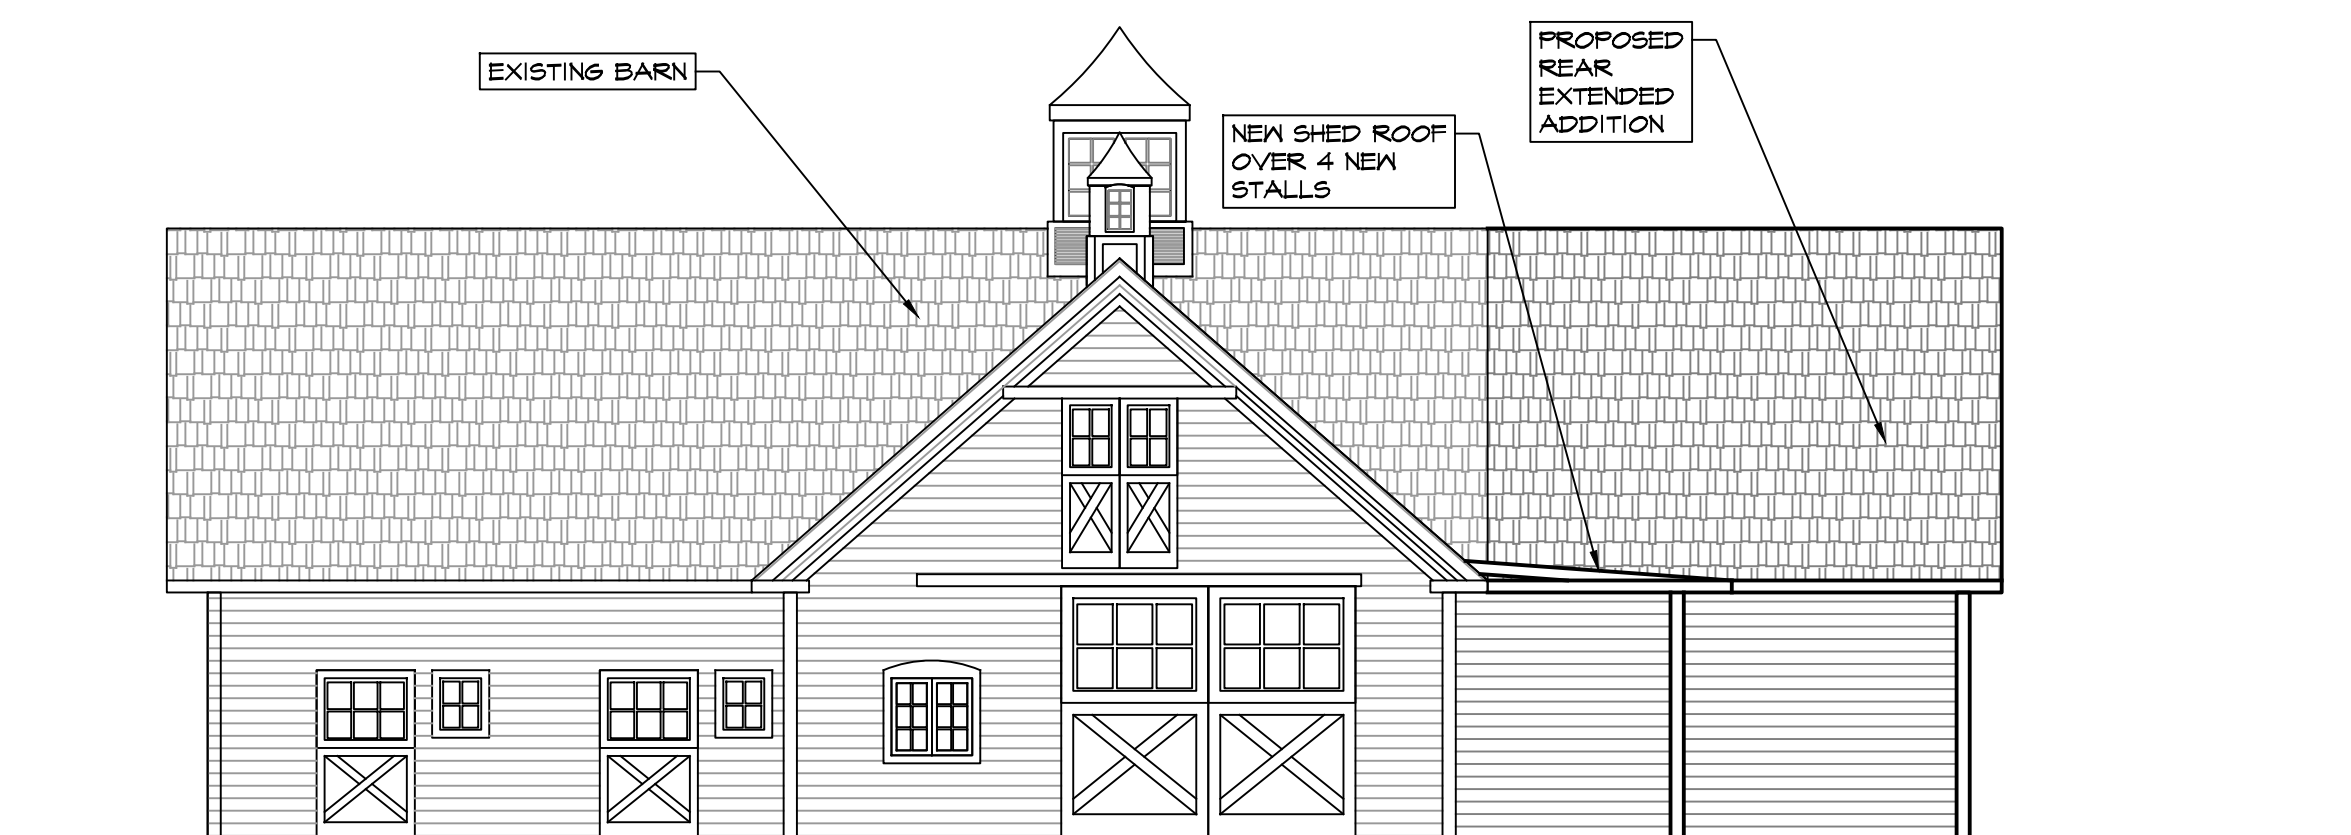 EXISTING BARN
NEW SHED ROOF
OVER 4 NEW
STALLS
PROPOSED
REAR
EXTENDED
ADDITION